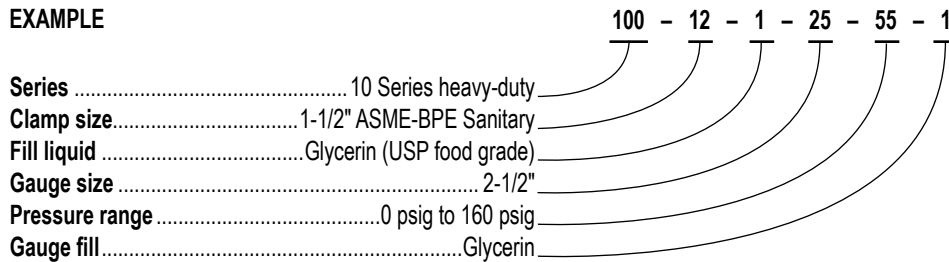 EXAMPLE 100 – 12 – 1 – 25 – 55 – 1
Series ........................................... 10 Series heavy-duty
Clamp size.................................. 1-1/2" ASME-BPE Sanitary
Fill liquid .....................................Glycerin (USP food grade)
Gauge size .................................................................. 2-1/2"
Pressure range .........................................0 psig to 160 psig
Gauge fill..................................................................Glycerin